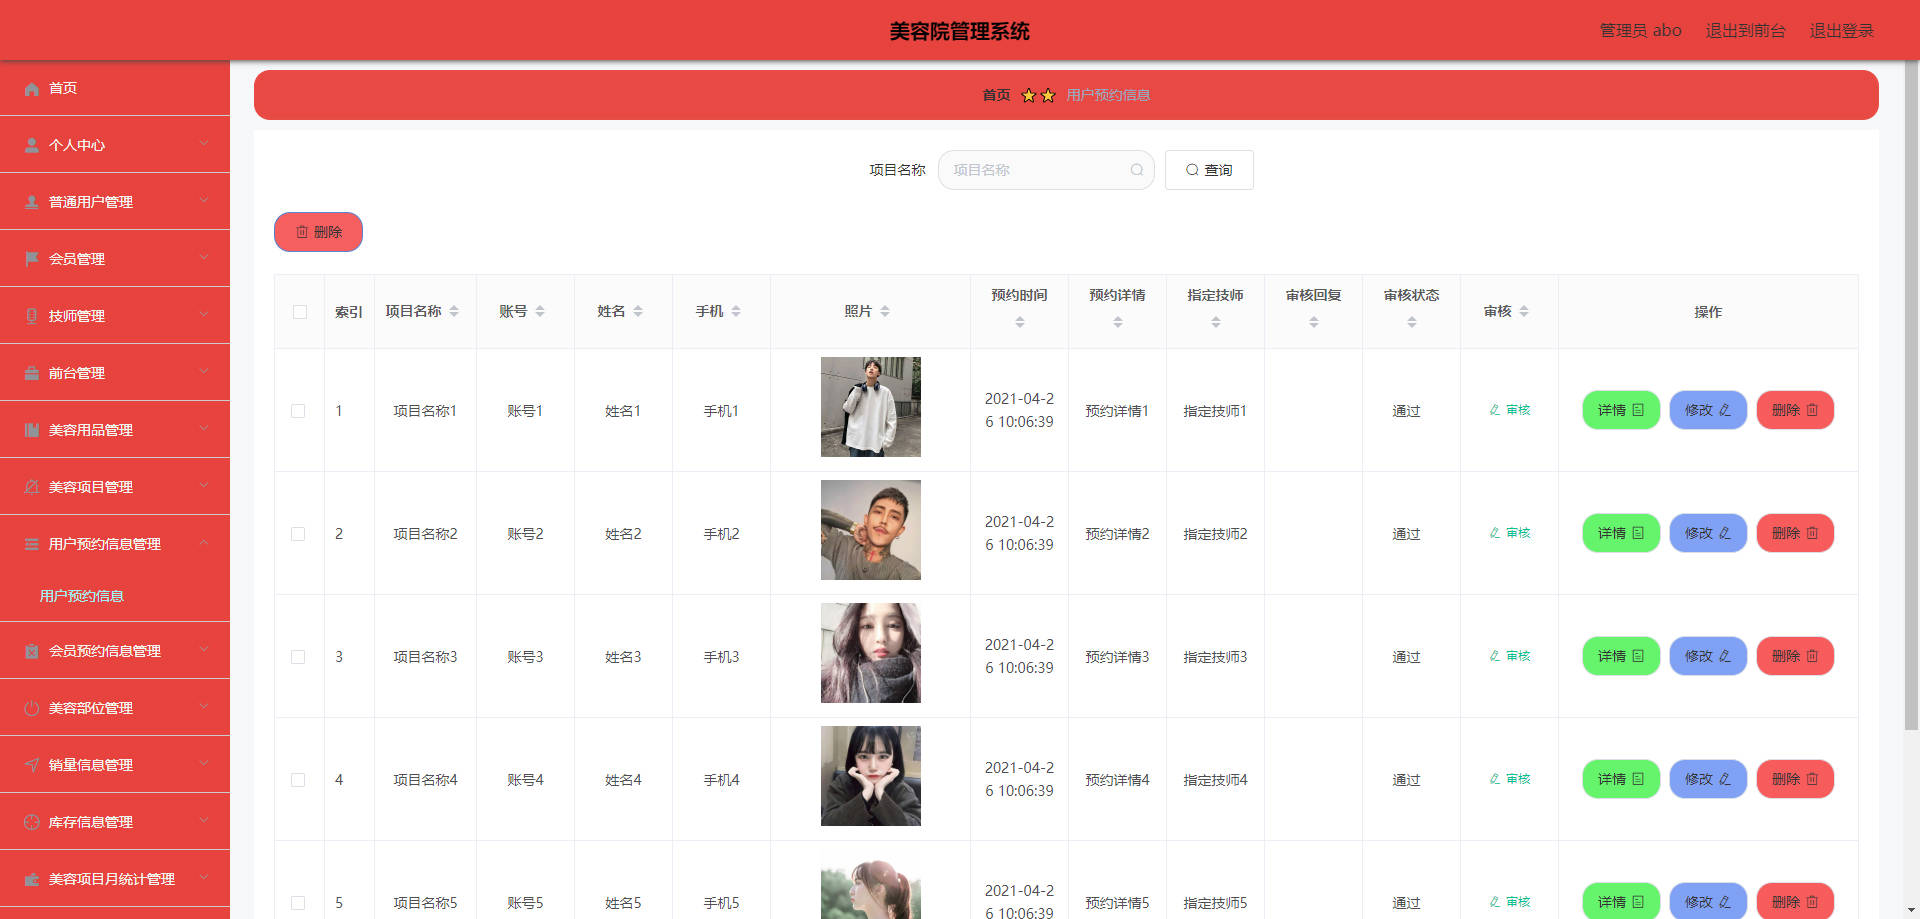 美容院管理系统
管理员 abo 退出到前台 退出登录
首页
个人中心
普通用户管理
会员管理
技师管理
前台管理
美容用品管理
美容项目管理
用户预约信息管理
用户预约信息
会员预约信息管理
美容部位管理
销量信息管理
库存信息管理
美容项目月统计管理
首页 用户预约信息
项目名称 项目名称 查询
删除
索引 项目名称 账号 姓名 手机 照片 预约时间 预约详情 指定技师 审核回复 审核状态 审核 操作
1 项目名称1 账号1 姓名1 手机1 2021-04-2 预约详情1 指定技师1 通过 审核 详情 修改 删除
6 10:06:39
2 项目名称2 账号2 姓名2 手机2 2021-04-2 预约详情2 指定技师2 通过 审核 详情 修改 删除
6 10:06:39
3 项目名称3 账号3 姓名3 手机3 2021-04-2 预约详情3 指定技师3 通过 审核 详情 修改 删除
6 10:06:39
4 项目名称4 账号4 姓名4 手机4 2021-04-2 预约详情4 指定技师4 通过 审核 详情 修改 删除
6 10:06:39
5 项目名称5 账号5 姓名5 手机5 2021-04-2 预约详情5 指定技师5 通过 审核 详情 修改 删除
6 10:06:39